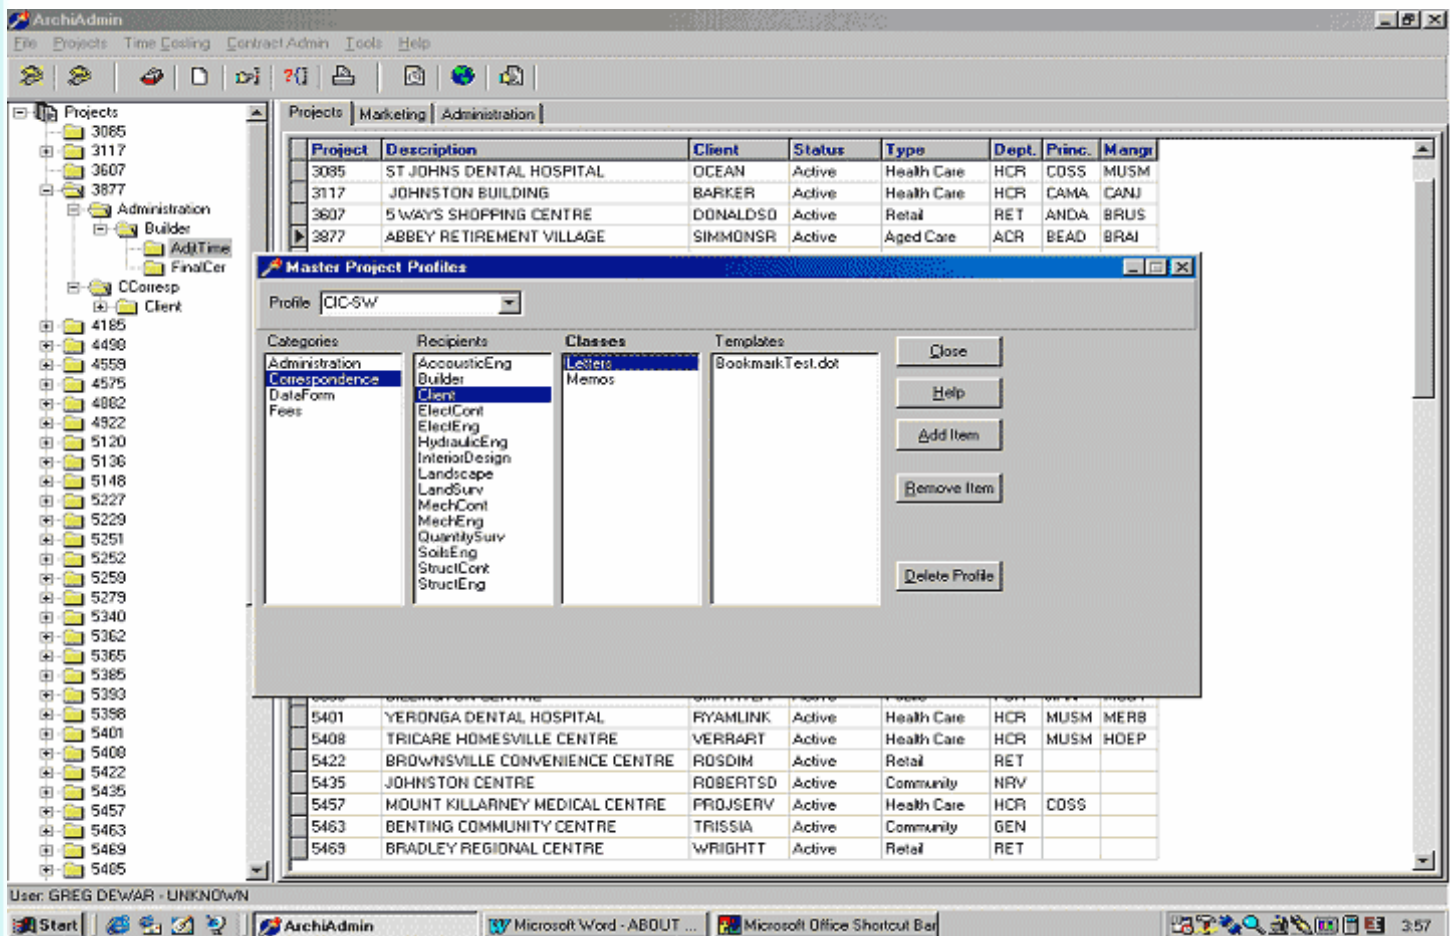 ArchiAdmin
File Projects Time Costing Contract Admin Tools Help
Projects Marketing Administration
Projects
3085
3117
3607
3877
Administration
Builder
AdjtTime
FinalCer
CCorresp
Client
4185
4498
4559
4575
4882
4922
5120
5136
5148
5227
5229
5251
5252
5259
5279
5340
5362
5365
5385
5393
5398
5401
5408
5422
5435
5457
5463
5469
5485
Project Description Client Status Type Dept. Princ. Mangr
3085 ST JOHNS DENTAL HOSPITAL OCEAN Active Health Care HCR COSS MUSM
3117 JOHNSTON BUILDING BARKER Active Health Care HCR CAMA CANJ
3607 5 WAYS SHOPPING CENTRE DONALDSO Active Retail RET ANDA BRUS
3877 ABBEY RETIREMENT VILLAGE SIMMONSR Active Aged Care ACR BEAD BRAI
Master Project Profiles
Profile CIC-SW
Categories
Administration
Correspondence
DataForm
Fees
Recipients
AccousticEng
Builder
Client
ElectCont
ElectEng
HydraulicEng
InteriorDesign
Landscape
LandSurv
MechCont
MechEng
QuantitySurv
SoilsEng
StructCont
StructEng
Classes
Letters
Memos
Templates
BookmarkTest.dot
Close
Help
Add Item
Remove Item
Delete Profile
5401 YERONGA DENTAL HOSPITAL RYAMLINK Active Health Care HCR MUSM MERB
5408 TRICARE HOMESVILLE CENTRE VERRART Active Health Care HCR MUSM HOEP
5422 BROWNSVILLE CONVENIENCE CENTRE ROSDIM Active Retail RET
5435 JOHNSTON CENTRE ROBERTSD Active Community NRV
5457 MOUNT KILLARNEY MEDICAL CENTRE PROJSERV Active Health Care HCR COSS
5463 BENTING COMMUNITY CENTRE TRISSIA Active Community GEN
5469 BRADLEY REGIONAL CENTRE WRIGHTT Active Retail RET
User: GREG DEWAR - UNKNOWN
Start ArchiAdmin Microsoft Word - ABOUT ... Microsoft Office Shortcut Bar 3:57